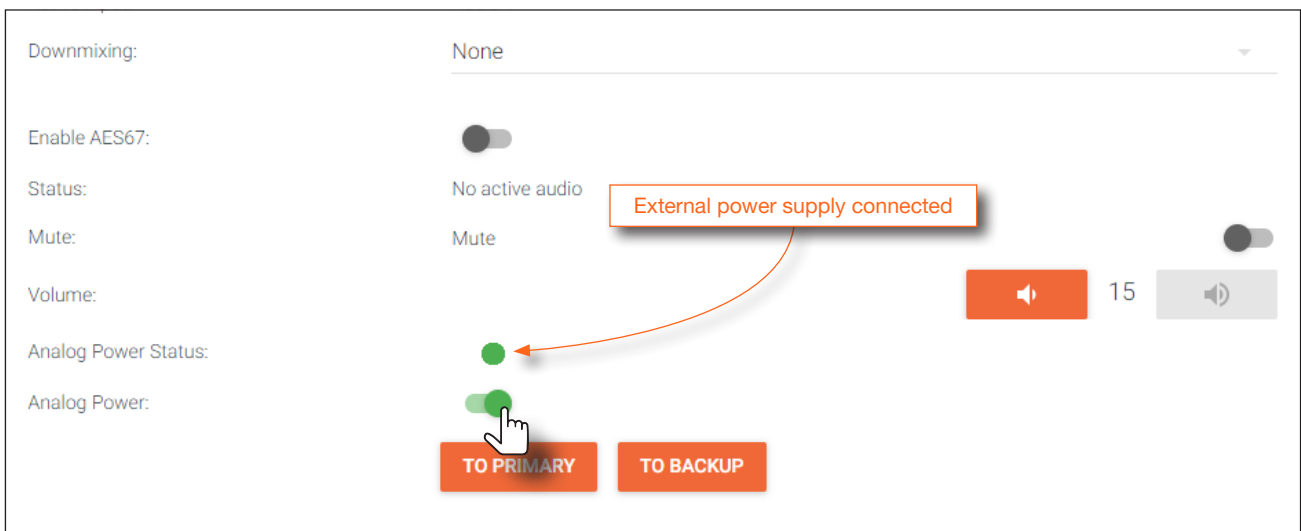 Downmixing: None
Enable AES67:
Status: No active audio
External power supply connected
Mute: Mute
Volume: 15
Analog Power Status:
Analog Power:
TO PRIMARY TO BACKUP